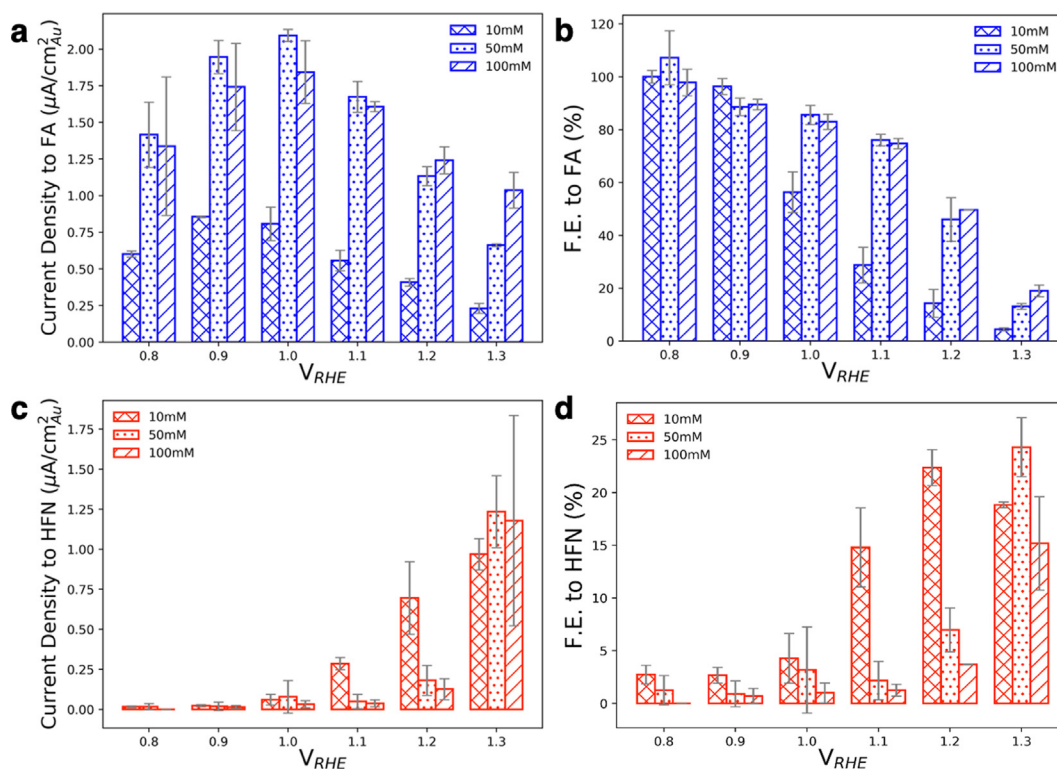 a
Current Density to FA (μA/cm²Au)
2.00
1.75
1.50
1.25
1.00
0.75
0.50
0.25
0.00
10mM
50mM
100mM
0.8 0.9 1.0 1.1 1.2 1.3
VRHE
b
F.E. to FA (%)
120
100
80
60
40
20
0
10mM
50mM
100mM
0.8 0.9 1.0 1.1 1.2 1.3
VRHE
c
Current Density to HFN (μA/cm²Au)
1.75
1.50
1.25
1.00
0.75
0.50
0.25
0.00
10mM
50mM
100mM
0.8 0.9 1.0 1.1 1.2 1.3
VRHE
d
F.E. to HFN (%)
25
20
15
10
5
0
10mM
50mM
100mM
0.8 0.9 1.0 1.1 1.2 1.3
VRHE